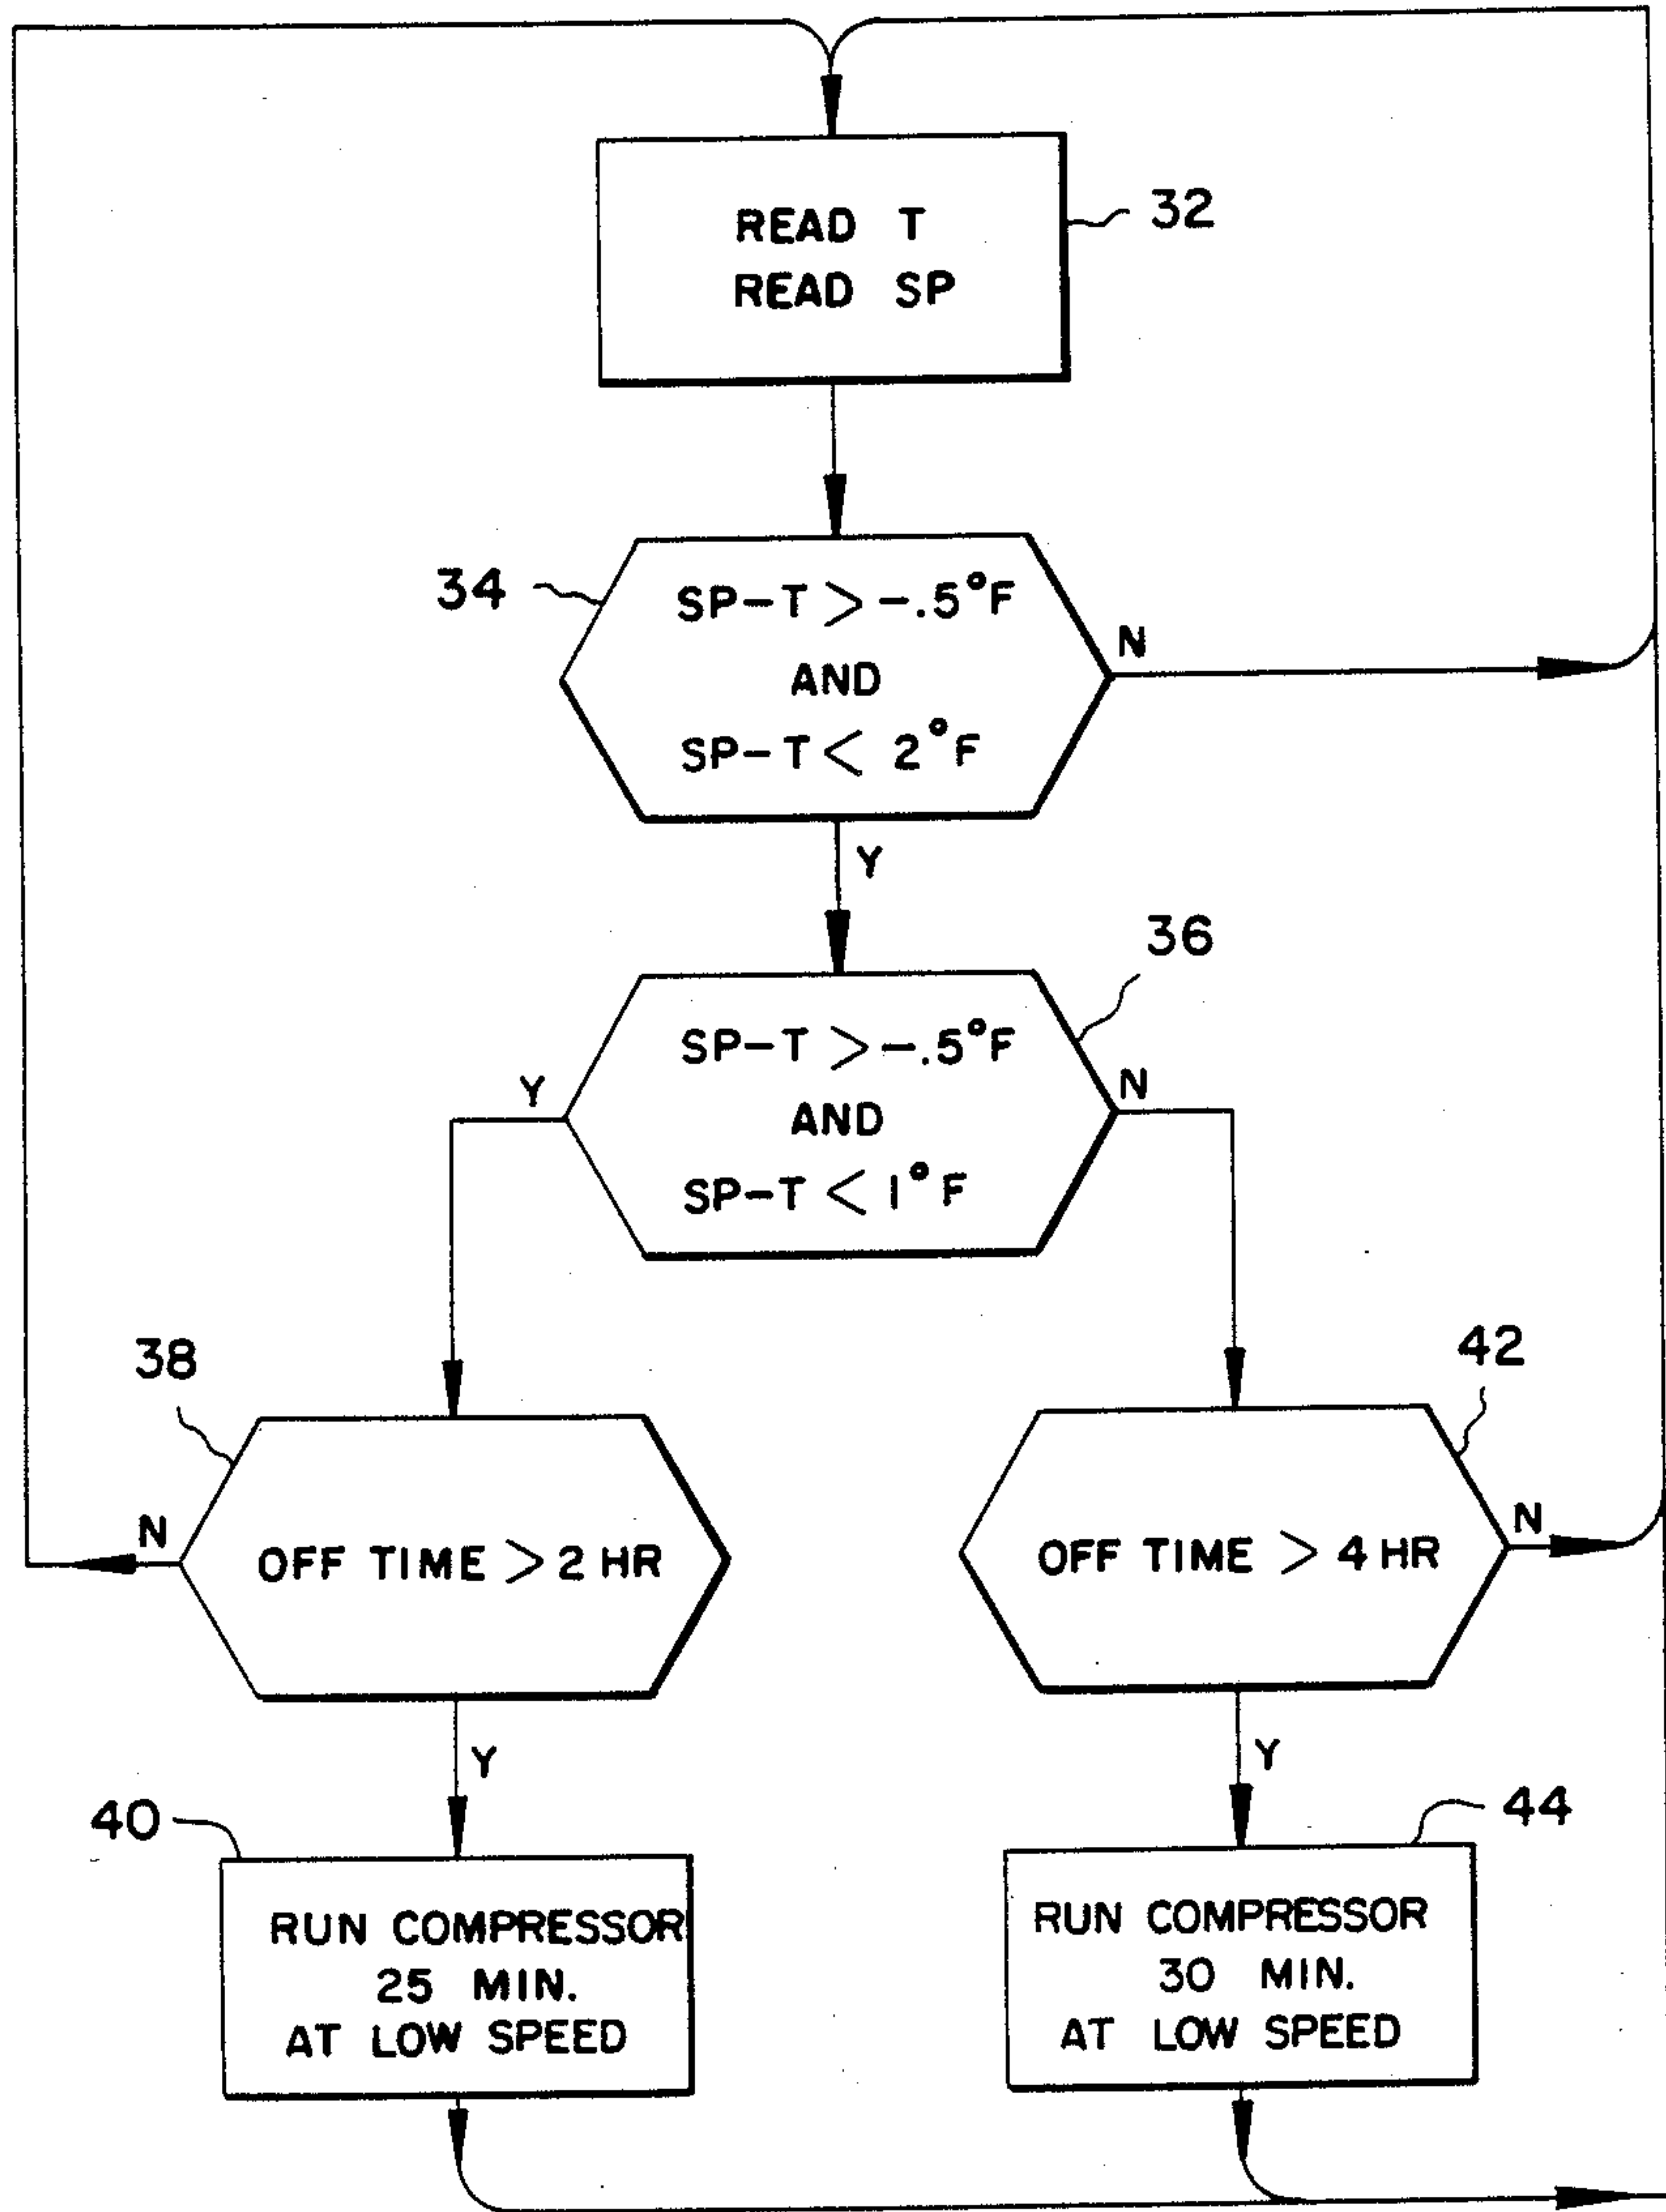 READ T
READ SP
32
34
SP-T > -.5°F
AND
SP-T < 2°F
N
Y
36
SP-T > -.5°F
AND
SP-T < 1°F
Y
N
38
42
OFF TIME > 2 HR
N
OFF TIME > 4 HR
N
Y
Y
40
44
RUN COMPRESSOR
25 MIN.
AT LOW SPEED
RUN COMPRESSOR
30 MIN.
AT LOW SPEED